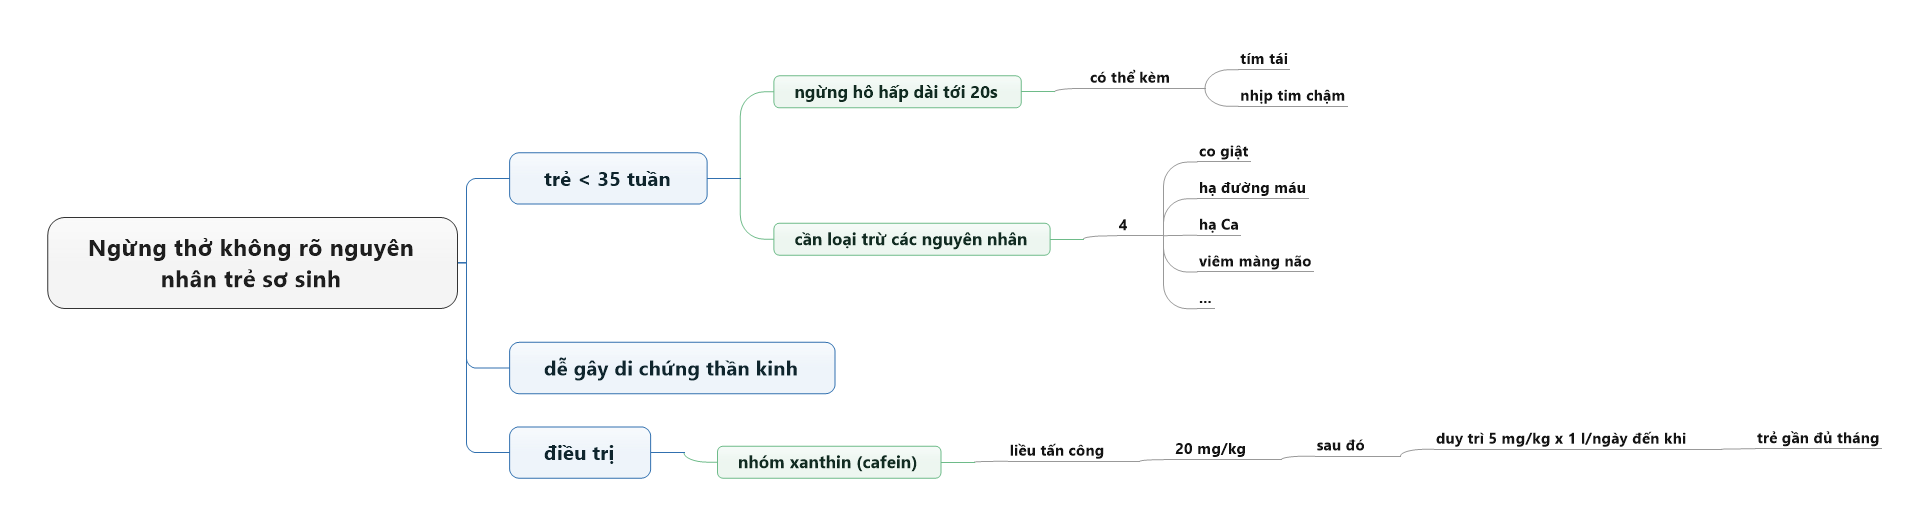 Ngừng thở không rõ nguyên
nhân trẻ sơ sinh
trẻ < 35 tuần
ngừng hô hấp dài tới 20s
có thể kèm
tím tái
nhịp tim chậm
cần loại trừ các nguyên nhân
4
co giật
hạ đường máu
hạ Ca
viêm màng não
...
dễ gây di chứng thần kinh
điều trị
nhóm xanthin (cafein)
liều tấn công
20 mg/kg
sau đó
duy trì 5 mg/kg x 1 l/ngày đến khi
trẻ gần đủ tháng